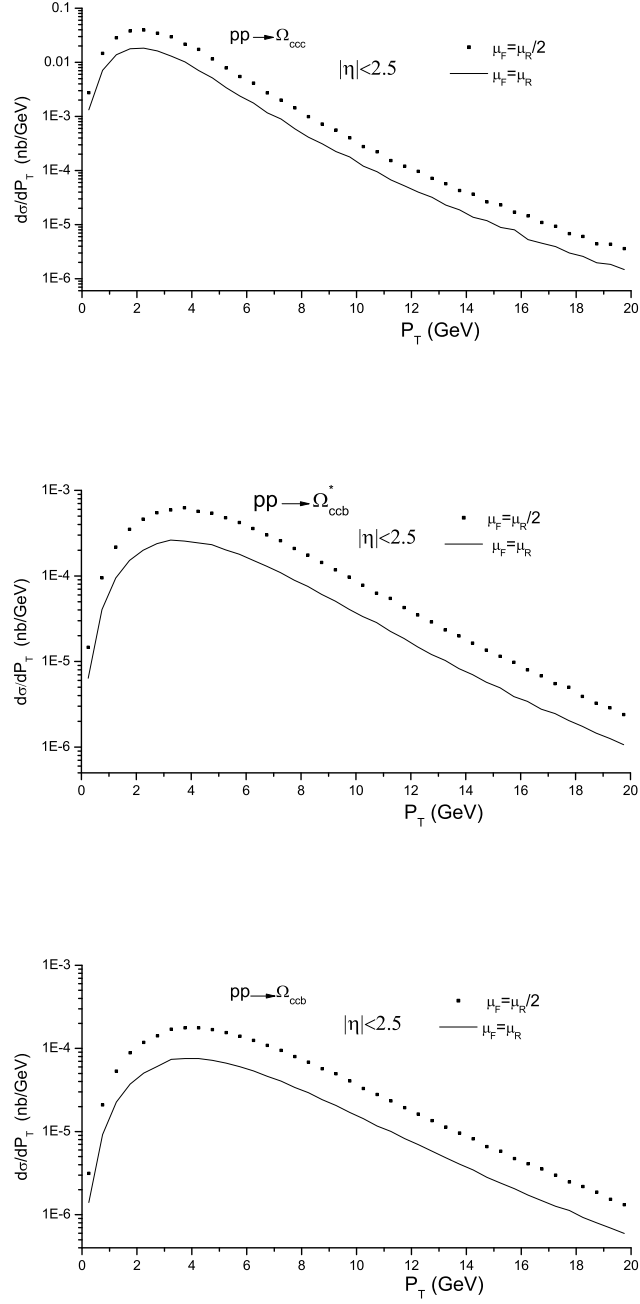 0.1
pp → Ω_ccc
|η|<2.5
μ_F=μ_R/2
μ_F=μ_R
0.01
1E-3
1E-4
1E-5
1E-6
dσ/dP_T (nb/GeV)
0 2 4 6 8 10 12 14 16 18 20
P_T (GeV)
1E-3
pp → Ω*_ccb
|η|<2.5
μ_F=μ_R/2
μ_F=μ_R
1E-4
1E-5
1E-6
dσ/dP_T (nb/GeV)
0 2 4 6 8 10 12 14 16 18 20
P_T (GeV)
1E-3
pp → Ω_ccb
|η|<2.5
μ_F=μ_R/2
μ_F=μ_R
1E-4
1E-5
1E-6
dσ/dP_T (nb/GeV)
0 2 4 6 8 10 12 14 16 18 20
P_T (GeV)